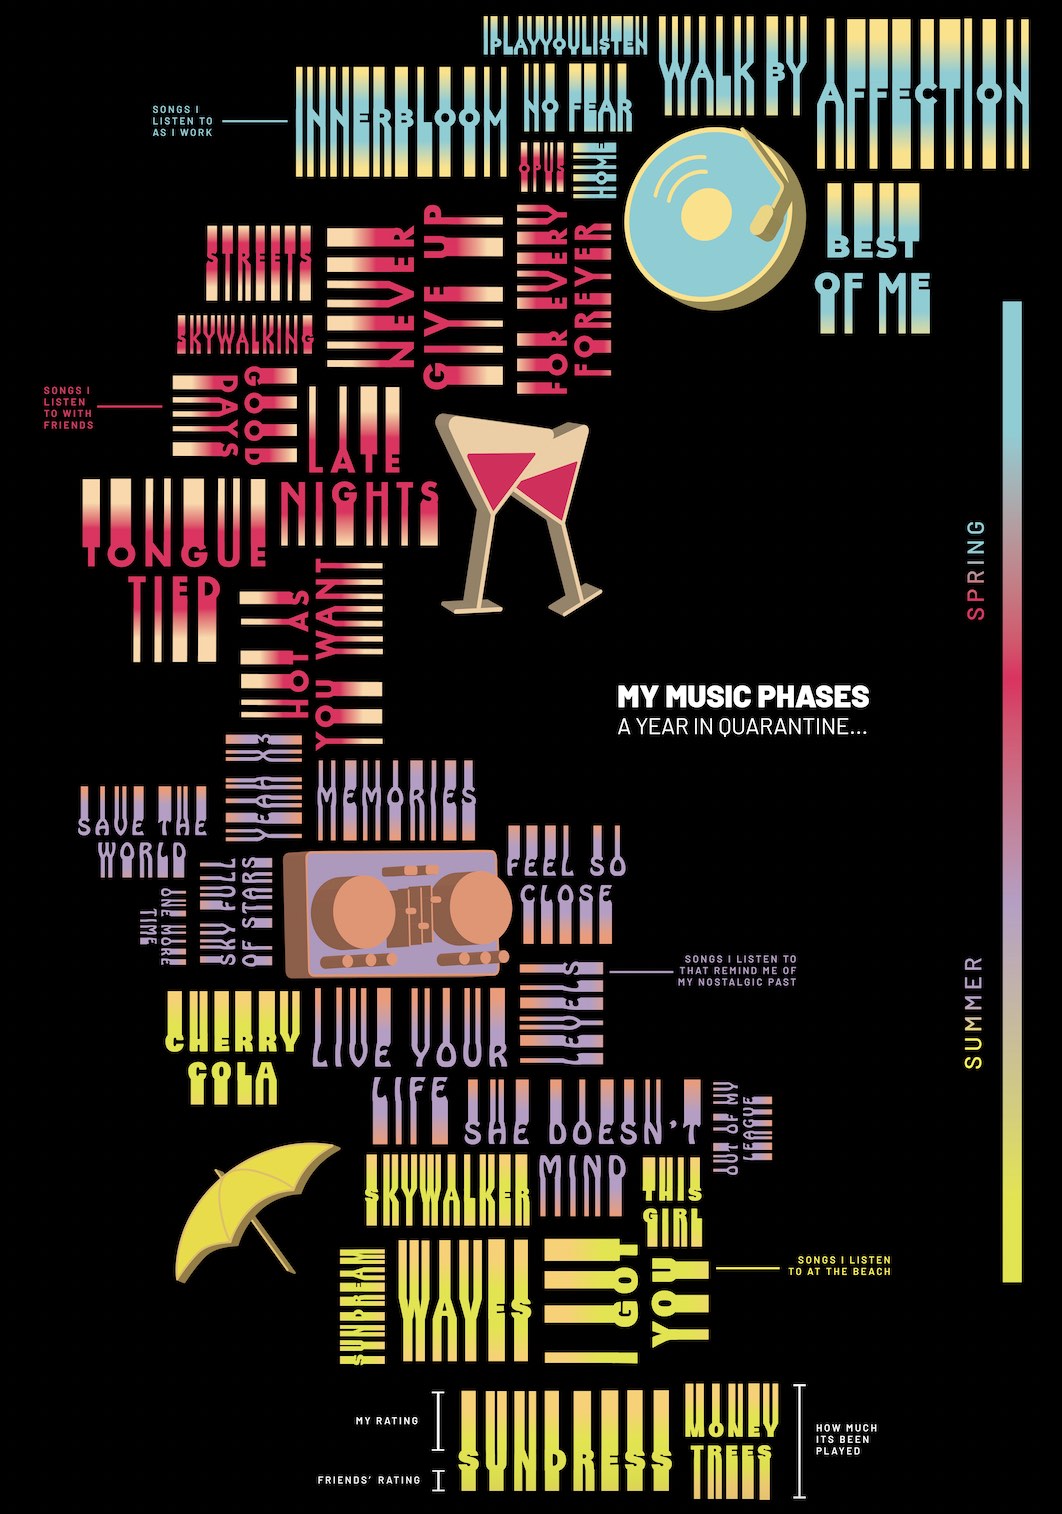 IPLAYYOULISTEN
WALK BY
AFFECTION
SONGS I
LISTEN TO
AS I WORK
INNERBLOOM
NO FEAR
OPUS
HOME
BEST
OF ME
STREETS
NEVER
GIVE UP
FOR EVERY
FOREVER
SKYWALKING
SONGS I
LISTEN
TO WITH
FRIENDS
GOOD
DAYS
LATE
NIGHTS
TONGUE
TIED
HOT AS
YOU WANT
SPRING
MY MUSIC PHASES
A YEAR IN QUARANTINE...
YEAH X3
MEMORIES
SAVE THE
WORLD
FEEL SO
CLOSE
ONE MORE
TIME
SKY FULL
OF STARS
SONGS I LISTEN TO
THAT REMIND ME OF
MY NOSTALGIC PAST
LEVELS
SUMMER
CHERRY
COLA
LIVE YOUR
LIFE
SHE DOESN'T
MIND
OUT OF MY
LEAGUE
SKYWALKER
THIS
GIRL
SUNDREAM
WAVES
I GOT
YOU
SONGS I LISTEN
TO AT THE BEACH
MY RATING
FRIENDS' RATING
SUNDRESS
MONEY
TREES
HOW MUCH
ITS BEEN
PLAYED